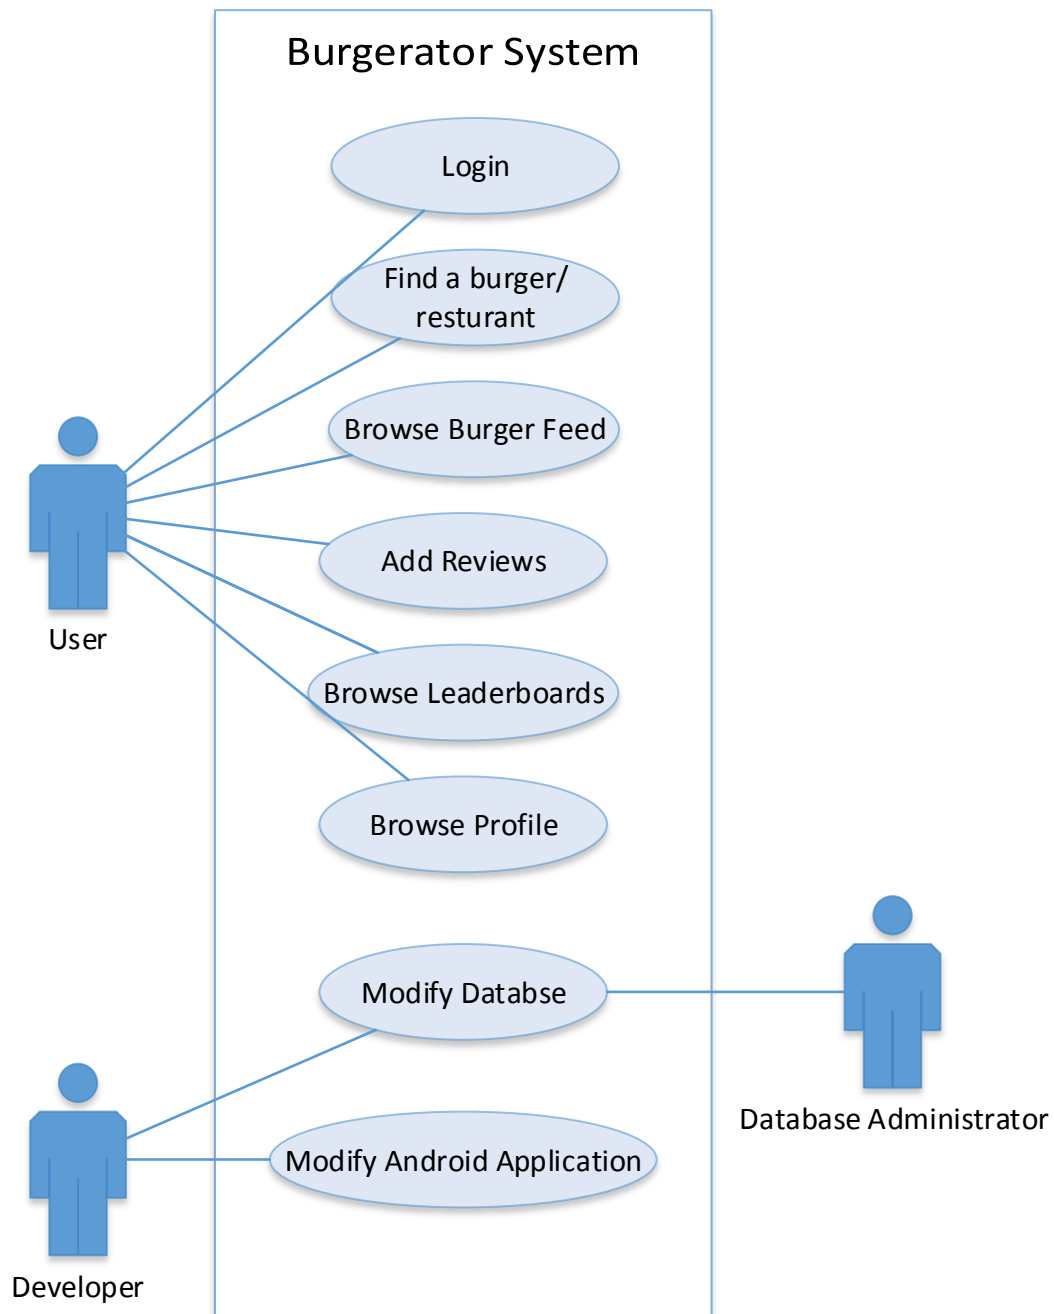 Burgerator System
Login
Find a burger/
resturant
Browse Burger Feed
Add Reviews
User
Browse Leaderboards
Browse Profile
Modify Databse
Database Administrator
Modify Android Application
Developer